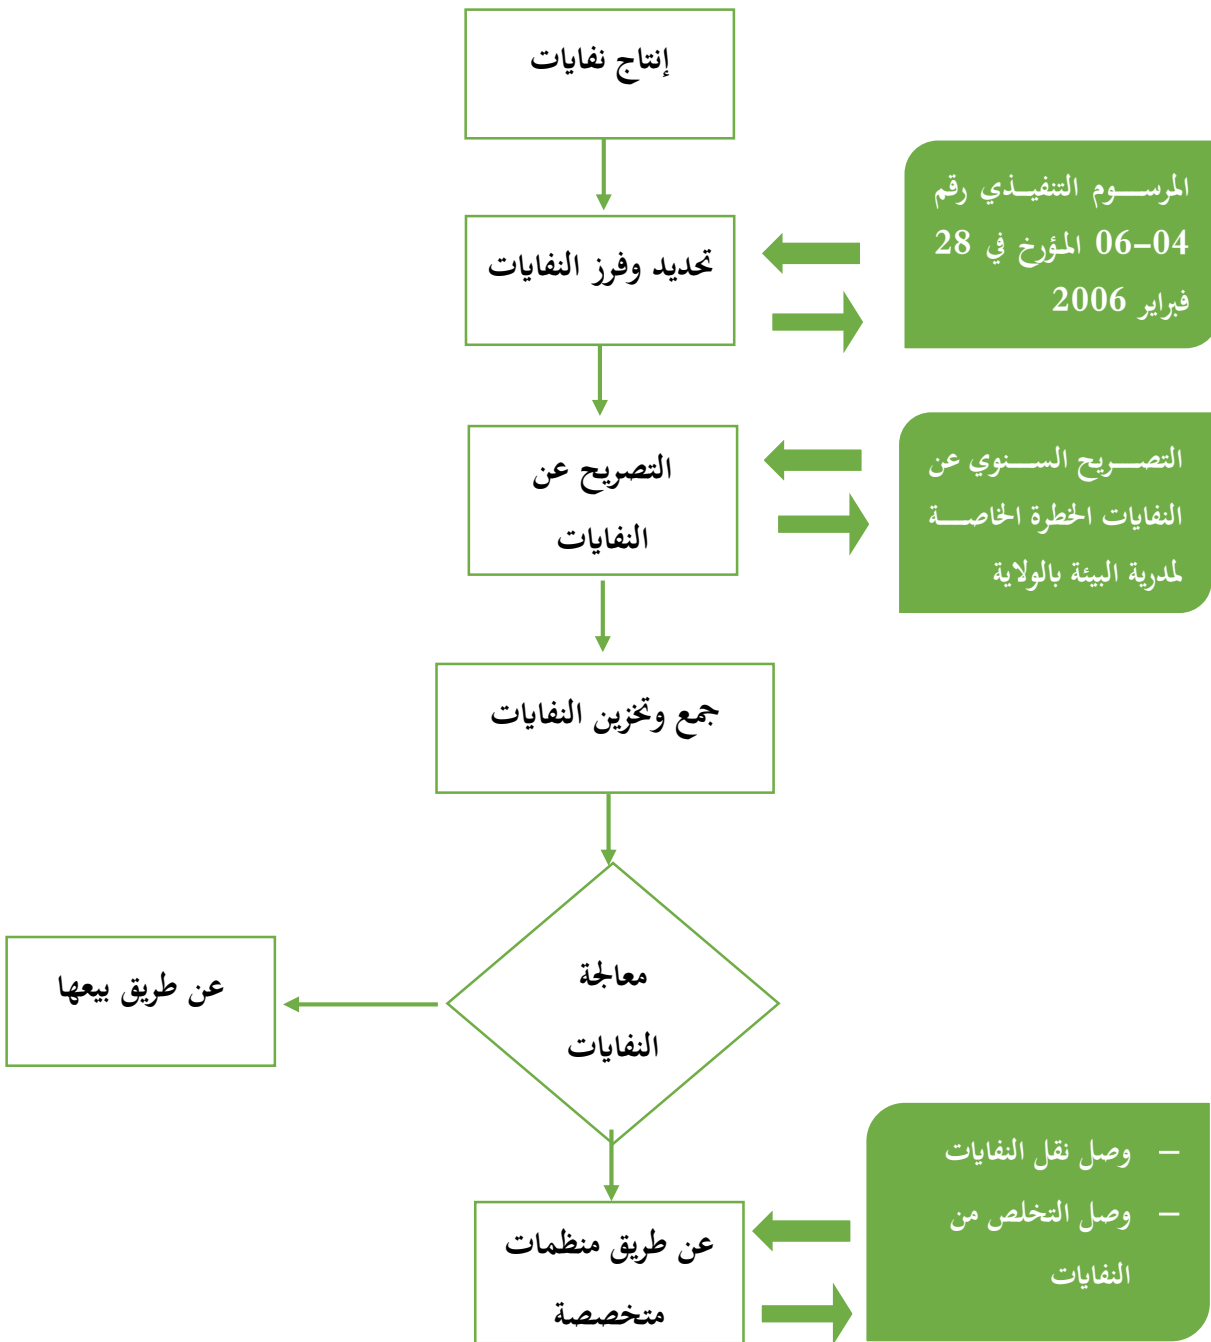 إنتاج نفايات
المرسوم التنفيذي رقم
06-04 المؤرخ في 28
فبراير 2006
تحديد وفرز النفايات
التصريح السنوي عن
النفايات الخطرة الخاصة
لمدرية البيئة بالولاية
التصريح عن
النفايات
جمع وتخزين النفايات
معالجة
النفايات
عن طريق بيعها
– وصل نقل النفايات
– وصل التخلص من
النفايات
عن طريق منظمات
متخصصة